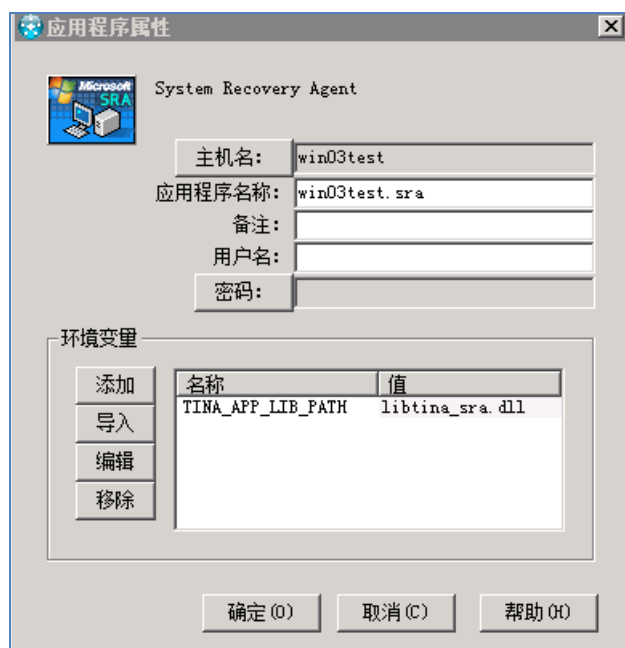 应用程序属性
Microsoft
SRA
System Recovery Agent
主机名: win03test
应用程序名称: win03test.sra
备注:
用户名:
密码:
环境变量
添加
导入
编辑
移除
名称 值
TINA_APP_LIB_PATH libtina_sra.dll
确定(O) 取消(C) 帮助(H)